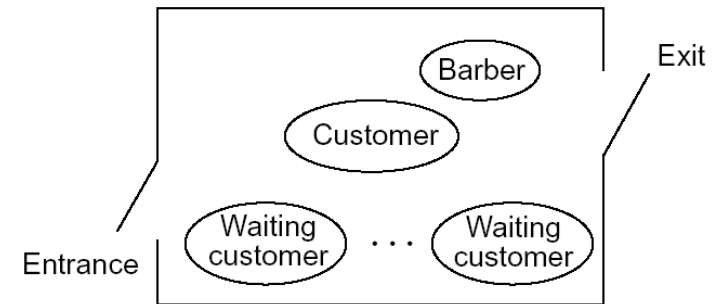 Exit
Barber
Customer
Waiting
customer
. . .
Waiting
customer
Entrance